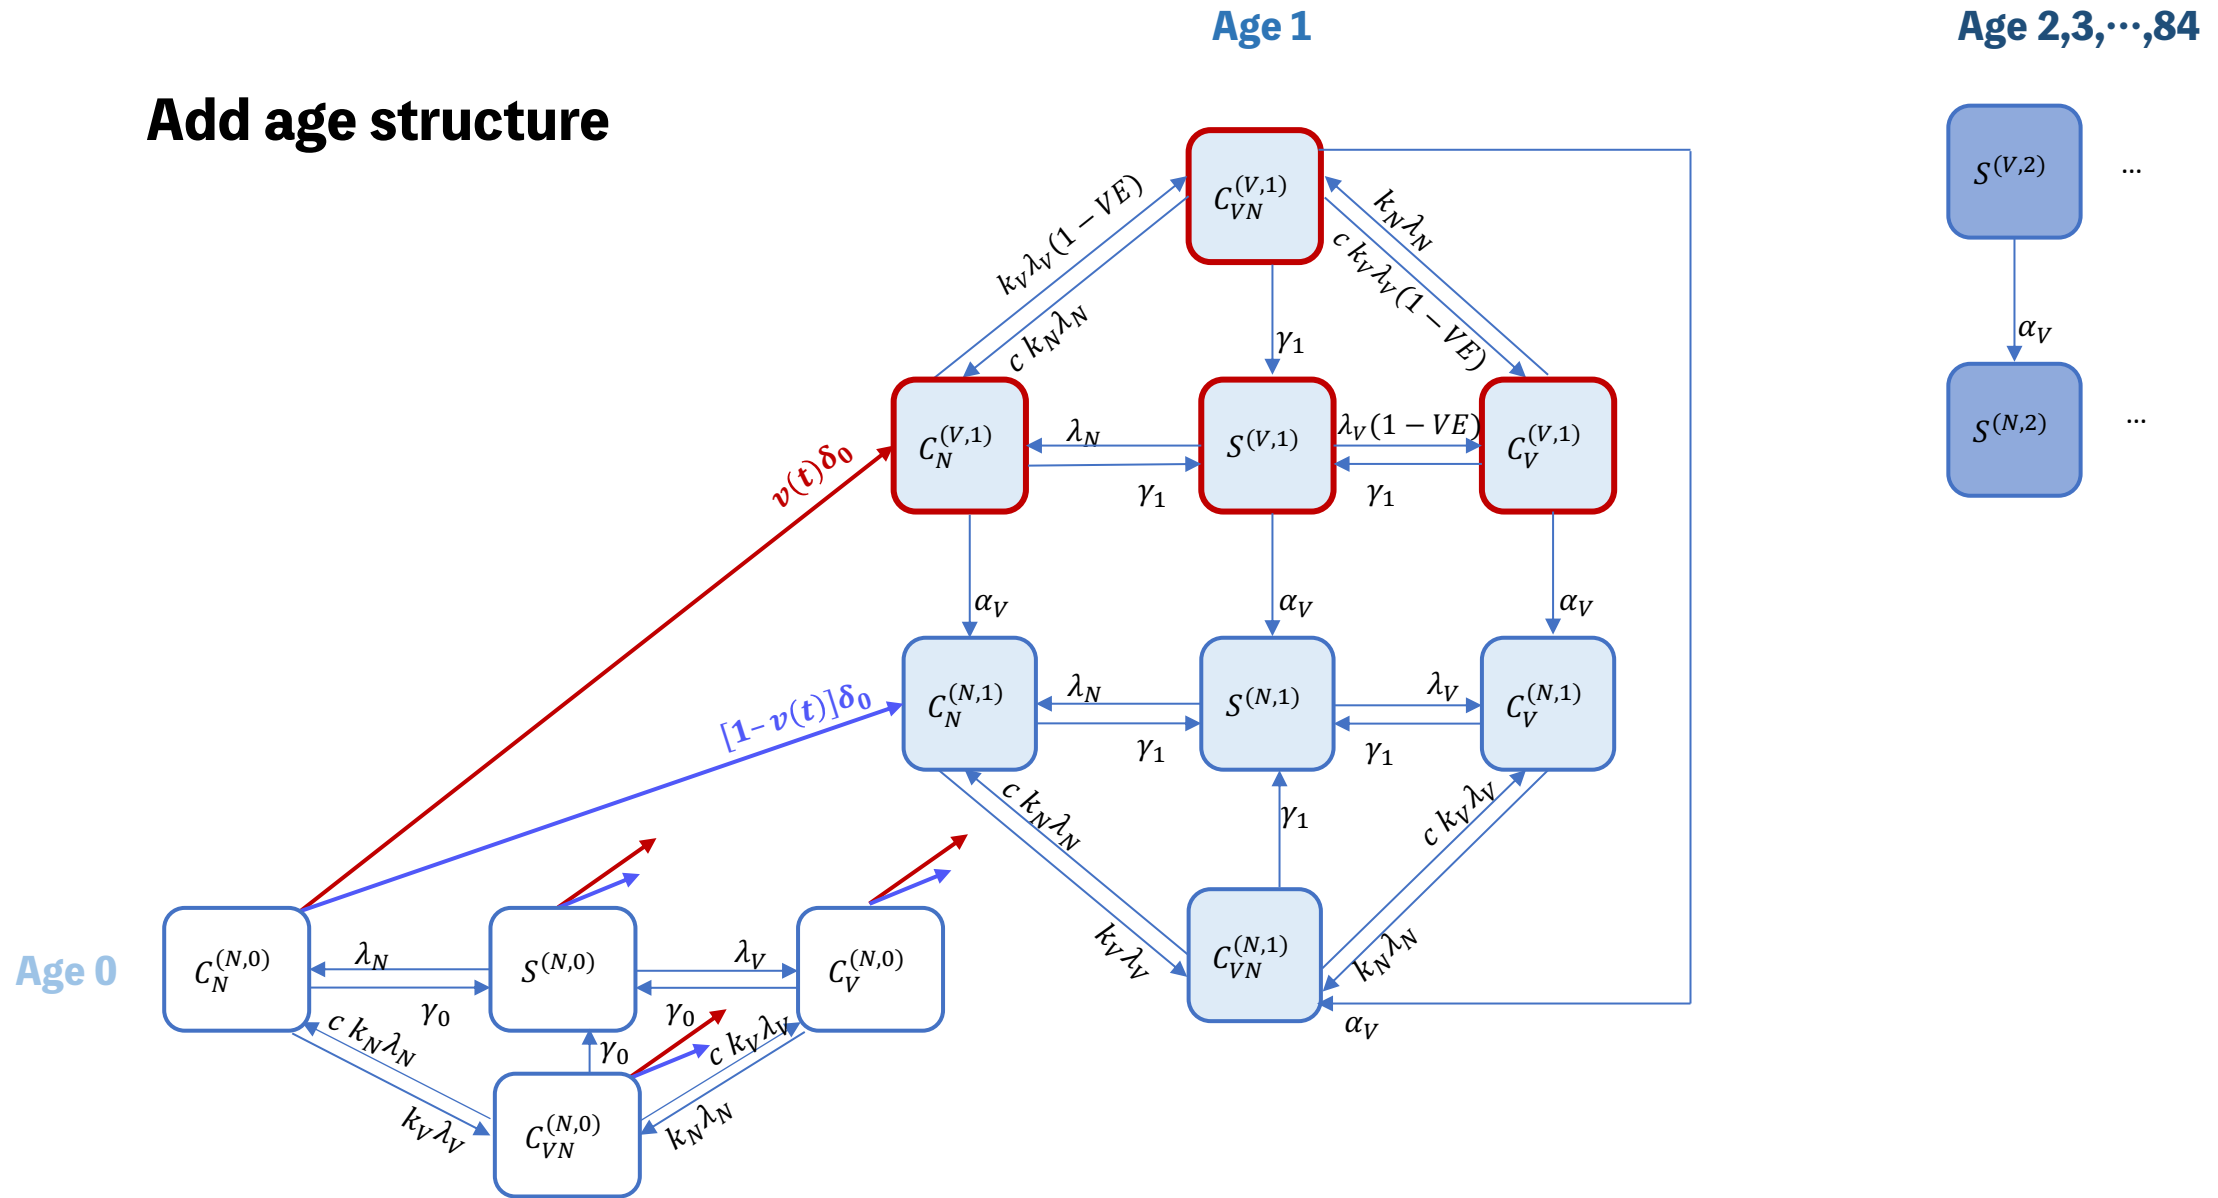 Age 1
Age 2,3,⋯,84
Add age structure
C_{VN}^{(V,1)}
S^{(V,2)}
...
k_V λ_V (1 − VE)
c k_N λ_N
k_N λ_N
c k_V λ_V (1 − VE)
γ_1
α_V
C_N^{(V,1)}
λ_N
γ_1
S^{(V,1)}
λ_V (1 − VE)
γ_1
C_V^{(V,1)}
S^{(N,2)}
...
v(t)δ_0
α_V
α_V
α_V
[1− v(t)]δ_0
C_N^{(N,1)}
λ_N
γ_1
S^{(N,1)}
λ_V
γ_1
C_V^{(N,1)}
c k_N λ_N
k_V λ_V
γ_1
c k_V λ_V
k_N λ_N
C_{VN}^{(N,1)}
α_V
Age 0
C_N^{(N,0)}
λ_N
γ_0
S^{(N,0)}
λ_V
γ_0
C_V^{(N,0)}
c k_N λ_N
k_V λ_V
γ_0
c k_V λ_V
k_N λ_N
C_{VN}^{(N,0)}